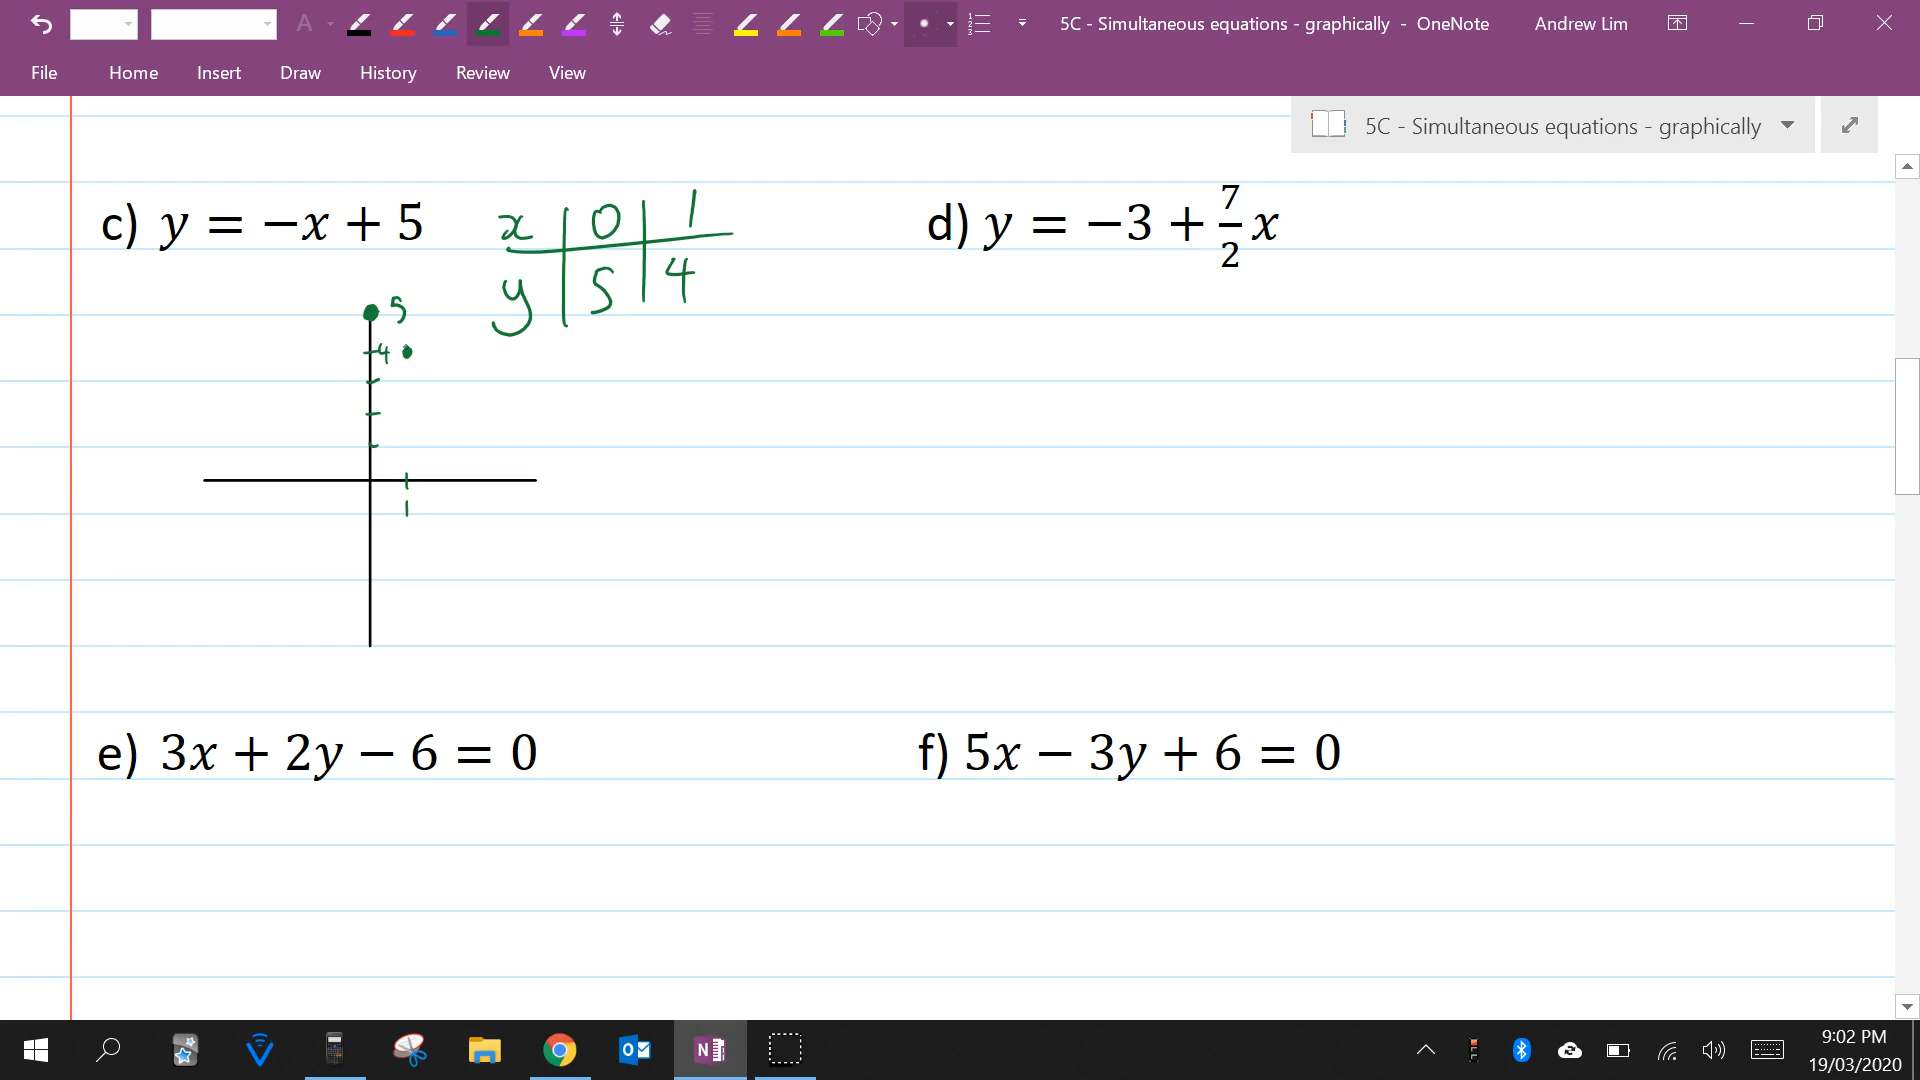 5C - Simultaneous equations - graphically - OneNote
Andrew Lim
File Home Insert Draw History Review View
5C - Simultaneous equations - graphically
c) y = −x + 5
x | 0 | 1
y | 5 | 4
5
4
1
d) y = −3 + 7/2 x
e) 3x + 2y − 6 = 0
f) 5x − 3y + 6 = 0
9:02 PM
19/03/2020